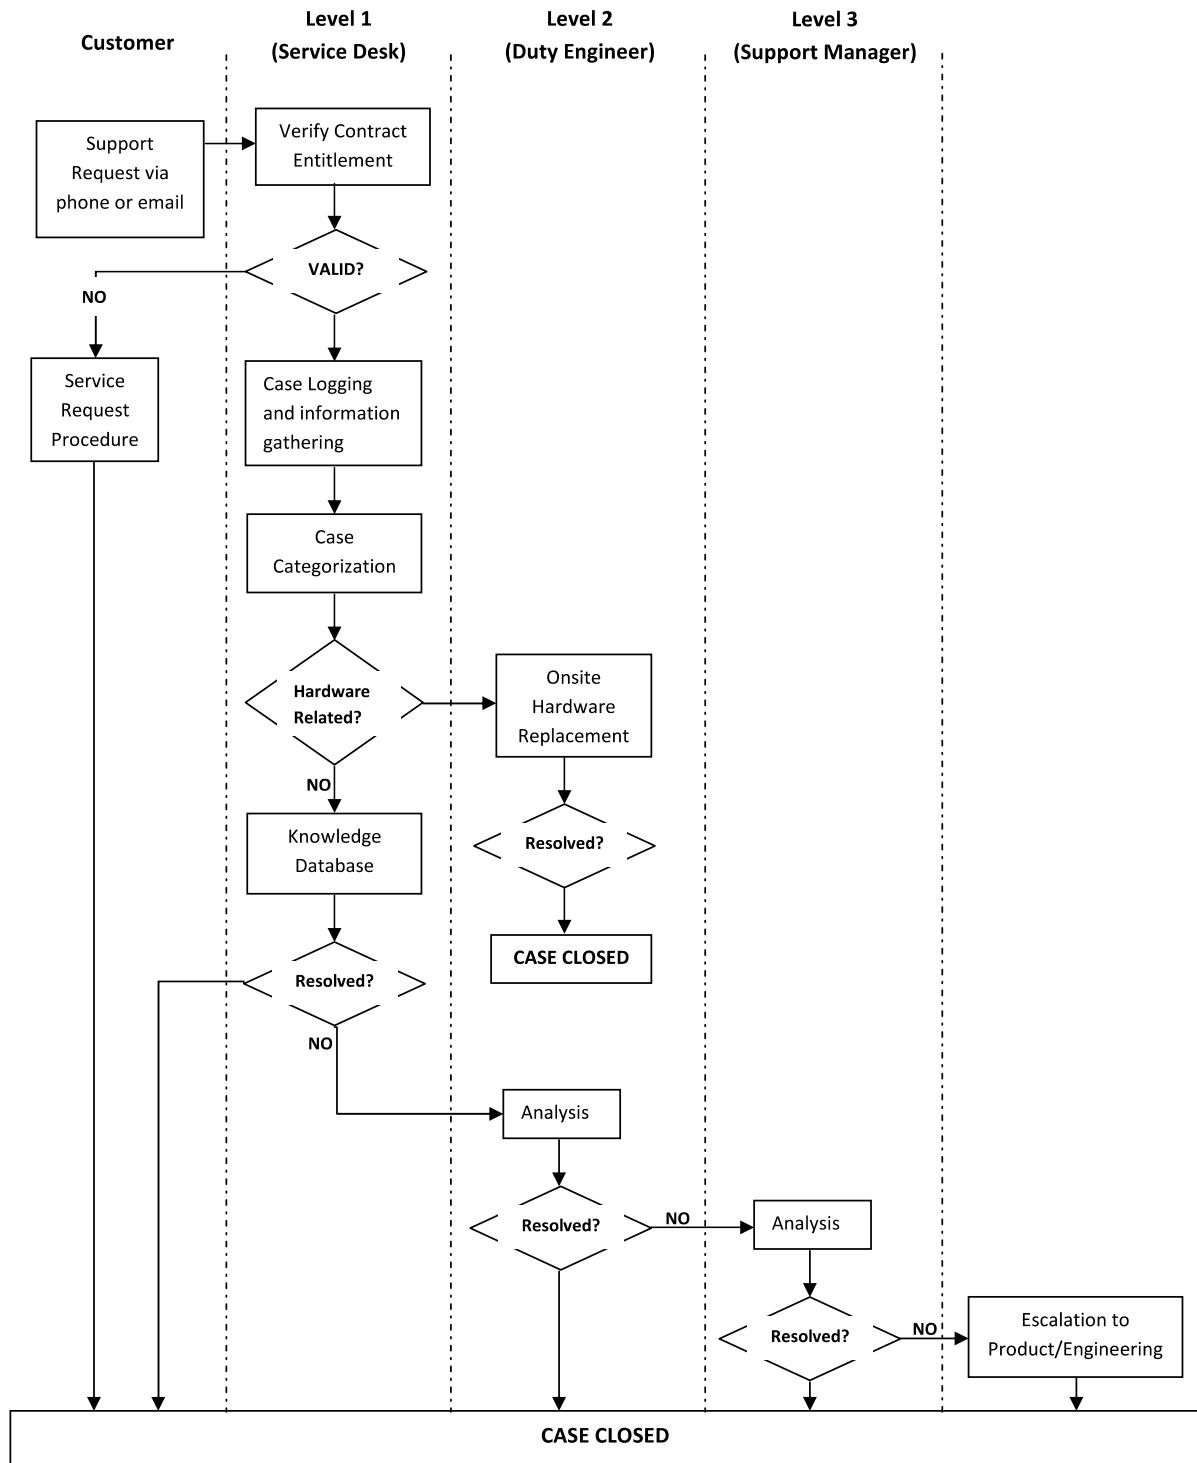 Customer
Level 1
(Service Desk)
Level 2
(Duty Engineer)
Level 3
(Support Manager)
Support
Request via
phone or email
Verify Contract
Entitlement
VALID?
NO
Service
Request
Procedure
Case Logging
and information
gathering
Case
Categorization
Hardware
Related?
Onsite
Hardware
Replacement
NO
Knowledge
Database
Resolved?
CASE CLOSED
Resolved?
NO
Analysis
Resolved?
NO
Analysis
Resolved?
NO
Escalation to
Product/Engineering
CASE CLOSED